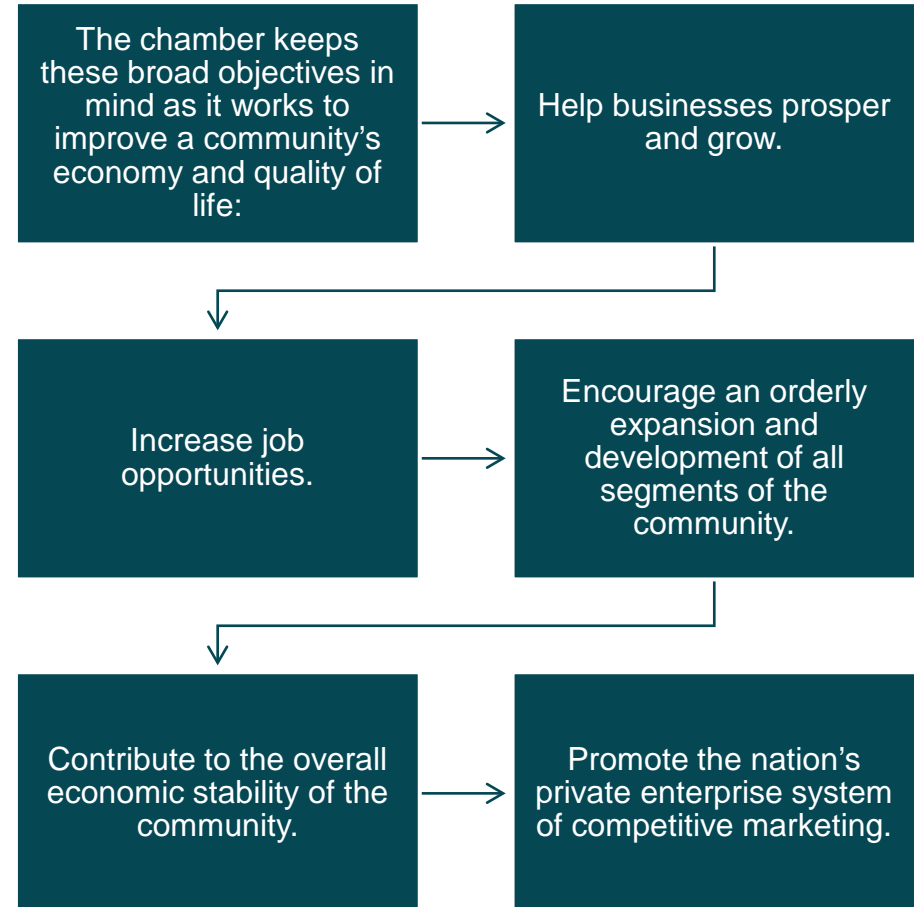 The chamber keeps
these broad objectives in
mind as it works to
improve a community’s
economy and quality of
life:
Help businesses prosper
and grow.
Increase job
opportunities.
Encourage an orderly
expansion and
development of all
segments of the
community.
Contribute to the overall
economic stability of the
community.
Promote the nation’s
private enterprise system
of competitive marketing.